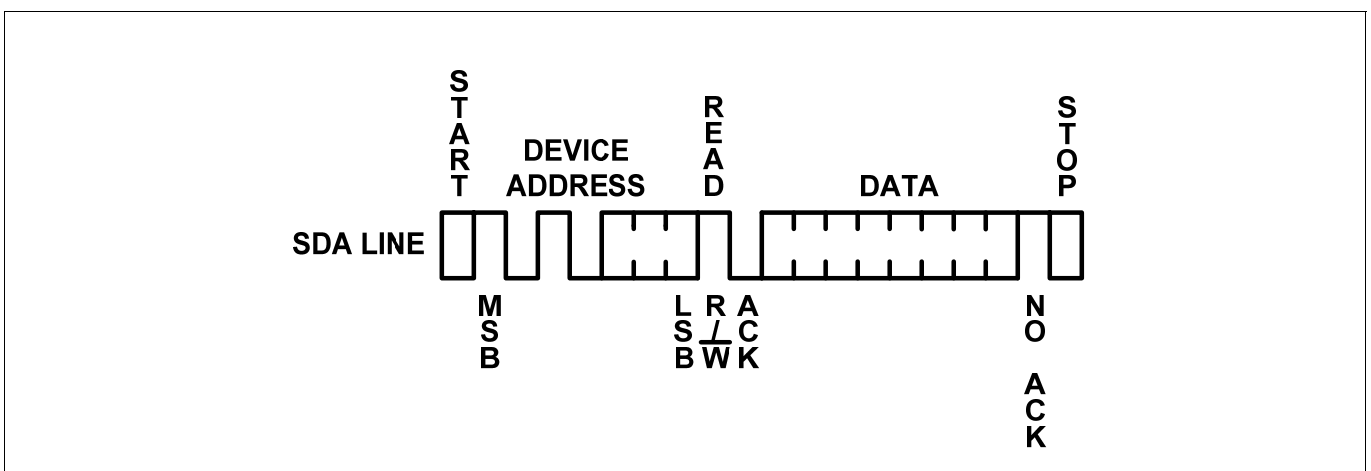 START
DEVICE
ADDRESS
READ
DATA
STOP
SDA LINE
MSB
LSB
R/W
ACK
NO ACK